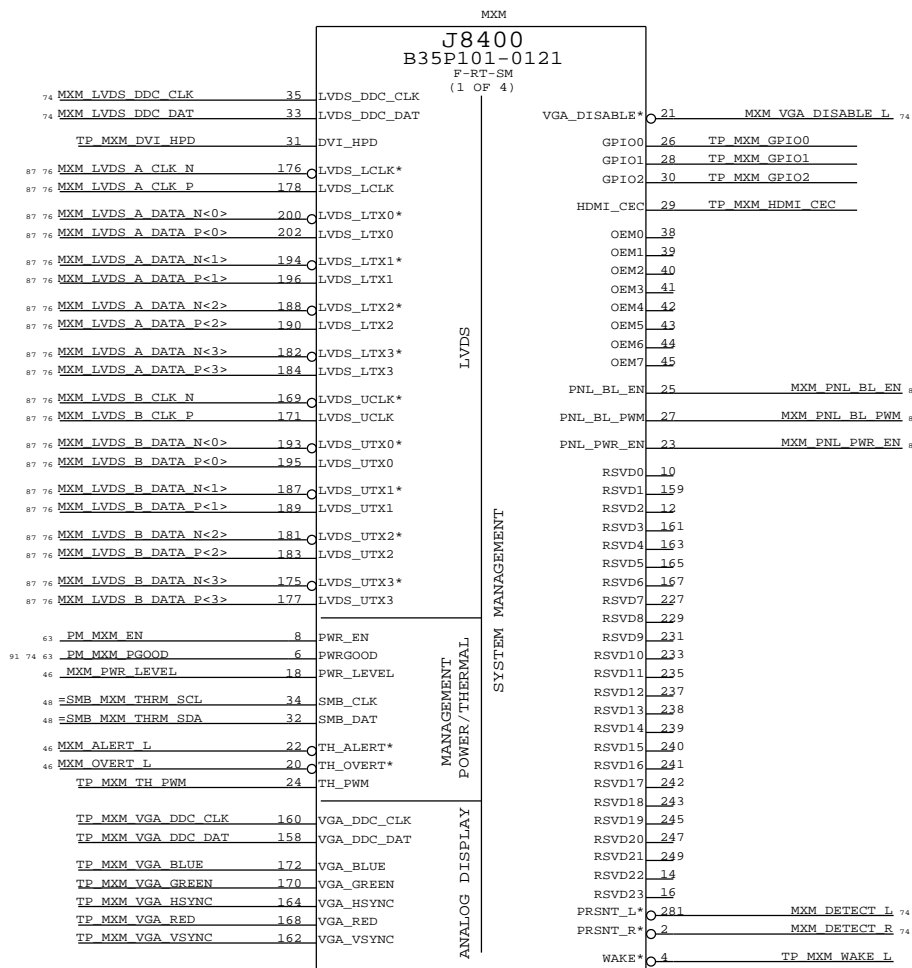 MXM
J8400
B35P101-0121
F-RT-SM
(1 OF 4)
74 MXM_LVDS_DDC_CLK 35 LVDS_DDC_CLK
74 MXM_LVDS_DDC_DAT 33 LVDS_DDC_DAT
TP_MXM_DVI_HPD 31 DVI_HPD
87 76 MXM_LVDS_A_CLK_N 176 LVDS_LCLK*
87 76 MXM_LVDS_A_CLK_P 178 LVDS_LCLK
87 76 MXM_LVDS_A_DATA_N<0> 200 LVDS_LTX0*
87 76 MXM_LVDS_A_DATA_P<0> 202 LVDS_LTX0
87 76 MXM_LVDS_A_DATA_N<1> 194 LVDS_LTX1*
87 76 MXM_LVDS_A_DATA_P<1> 196 LVDS_LTX1
87 76 MXM_LVDS_A_DATA_N<2> 188 LVDS_LTX2*
87 76 MXM_LVDS_A_DATA_P<2> 190 LVDS_LTX2
87 76 MXM_LVDS_A_DATA_N<3> 182 LVDS_LTX3*
87 76 MXM_LVDS_A_DATA_P<3> 184 LVDS_LTX3
87 76 MXM_LVDS_B_CLK_N 169 LVDS_UCLK*
87 76 MXM_LVDS_B_CLK_P 171 LVDS_UCLK
87 76 MXM_LVDS_B_DATA_N<0> 193 LVDS_UTX0*
87 76 MXM_LVDS_B_DATA_P<0> 195 LVDS_UTX0
87 76 MXM_LVDS_B_DATA_N<1> 187 LVDS_UTX1*
87 76 MXM_LVDS_B_DATA_P<1> 189 LVDS_UTX1
87 76 MXM_LVDS_B_DATA_N<2> 181 LVDS_UTX2*
87 76 MXM_LVDS_B_DATA_P<2> 183 LVDS_UTX2
87 76 MXM_LVDS_B_DATA_N<3> 175 LVDS_UTX3*
87 76 MXM_LVDS_B_DATA_P<3> 177 LVDS_UTX3
63 PM_MXM_EN 8 PWR_EN
91 74 63 PM_MXM_PGOOD 6 PWRGOOD
46 MXM_PWR_LEVEL 18 PWR_LEVEL
48 =SMB_MXM_THRM_SCL 34 SMB_CLK
48 =SMB_MXM_THRM_SDA 32 SMB_DAT
46 MXM_ALERT_L 22 TH_ALERT*
46 MXM_OVERT_L 20 TH_OVERT*
TP_MXM_TH_PWM 24 TH_PWM
TP_MXM_VGA_DDC_CLK 160 VGA_DDC_CLK
TP_MXM_VGA_DDC_DAT 158 VGA_DDC_DAT
TP_MXM_VGA_BLUE 172 VGA_BLUE
TP_MXM_VGA_GREEN 170 VGA_GREEN
TP_MXM_VGA_HSYNC 164 VGA_HSYNC
TP_MXM_VGA_RED 168 VGA_RED
TP_MXM_VGA_VSYNC 162 VGA_VSYNC
LVDS
MANAGEMENT
POWER/THERMAL
ANALOG DISPLAY
SYSTEM MANAGEMENT
VGA_DISABLE* 21 MXM_VGA_DISABLE_L 74
GPIO0 26 TP_MXM_GPIO0
GPIO1 28 TP_MXM_GPIO1
GPIO2 30 TP_MXM_GPIO2
HDMI_CEC 29 TP_MXM_HDMI_CEC
OEM0 38
OEM1 39
OEM2 40
OEM3 41
OEM4 42
OEM5 43
OEM6 44
OEM7 45
PNL_BL_EN 25 MXM_PNL_BL_EN
PNL_BL_PWM 27 MXM_PNL_BL_PWM
PNL_PWR_EN 23 MXM_PNL_PWR_EN
RSVD0 10
RSVD1 159
RSVD2 12
RSVD3 161
RSVD4 163
RSVD5 165
RSVD6 167
RSVD7 227
RSVD8 229
RSVD9 231
RSVD10 233
RSVD11 235
RSVD12 237
RSVD13 238
RSVD14 239
RSVD15 240
RSVD16 241
RSVD17 242
RSVD18 243
RSVD19 245
RSVD20 247
RSVD21 249
RSVD22 14
RSVD23 16
PRSNT_L* 281 MXM_DETECT_L 74
PRSNT_R* 2 MXM_DETECT_R 74
WAKE* 4 TP_MXM_WAKE_L